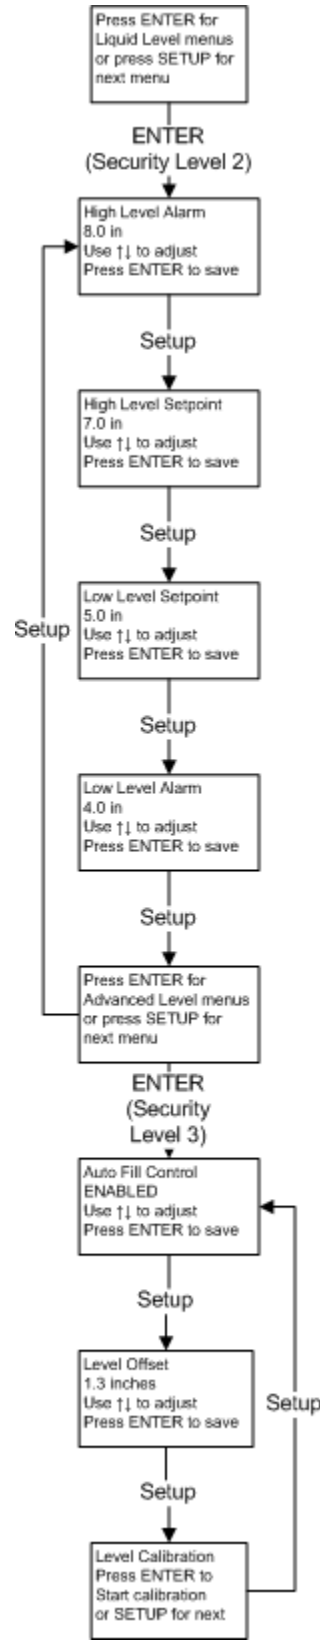 Press ENTER for
Liquid Level menus
or press SETUP for
next menu
ENTER
(Security Level 2)
High Level Alarm
8.0 in
Use ↑↓ to adjust
Press ENTER to save
Setup
High Level Setpoint
7.0 in
Use ↑↓ to adjust
Press ENTER to save
Setup
Low Level Setpoint
5.0 in
Use ↑↓ to adjust
Press ENTER to save
Setup
Setup
Low Level Alarm
4.0 in
Use ↑↓ to adjust
Press ENTER to save
Setup
Press ENTER for
Advanced Level menus
or press SETUP for
next menu
ENTER
(Security
Level 3)
Auto Fill Control
ENABLED
Use ↑↓ to adjust
Press ENTER to save
Setup
Level Offset
1.3 inches
Use ↑↓ to adjust
Press ENTER to save
Setup
Setup
Level Calibration
Press ENTER to
Start calibration
or SETUP for next